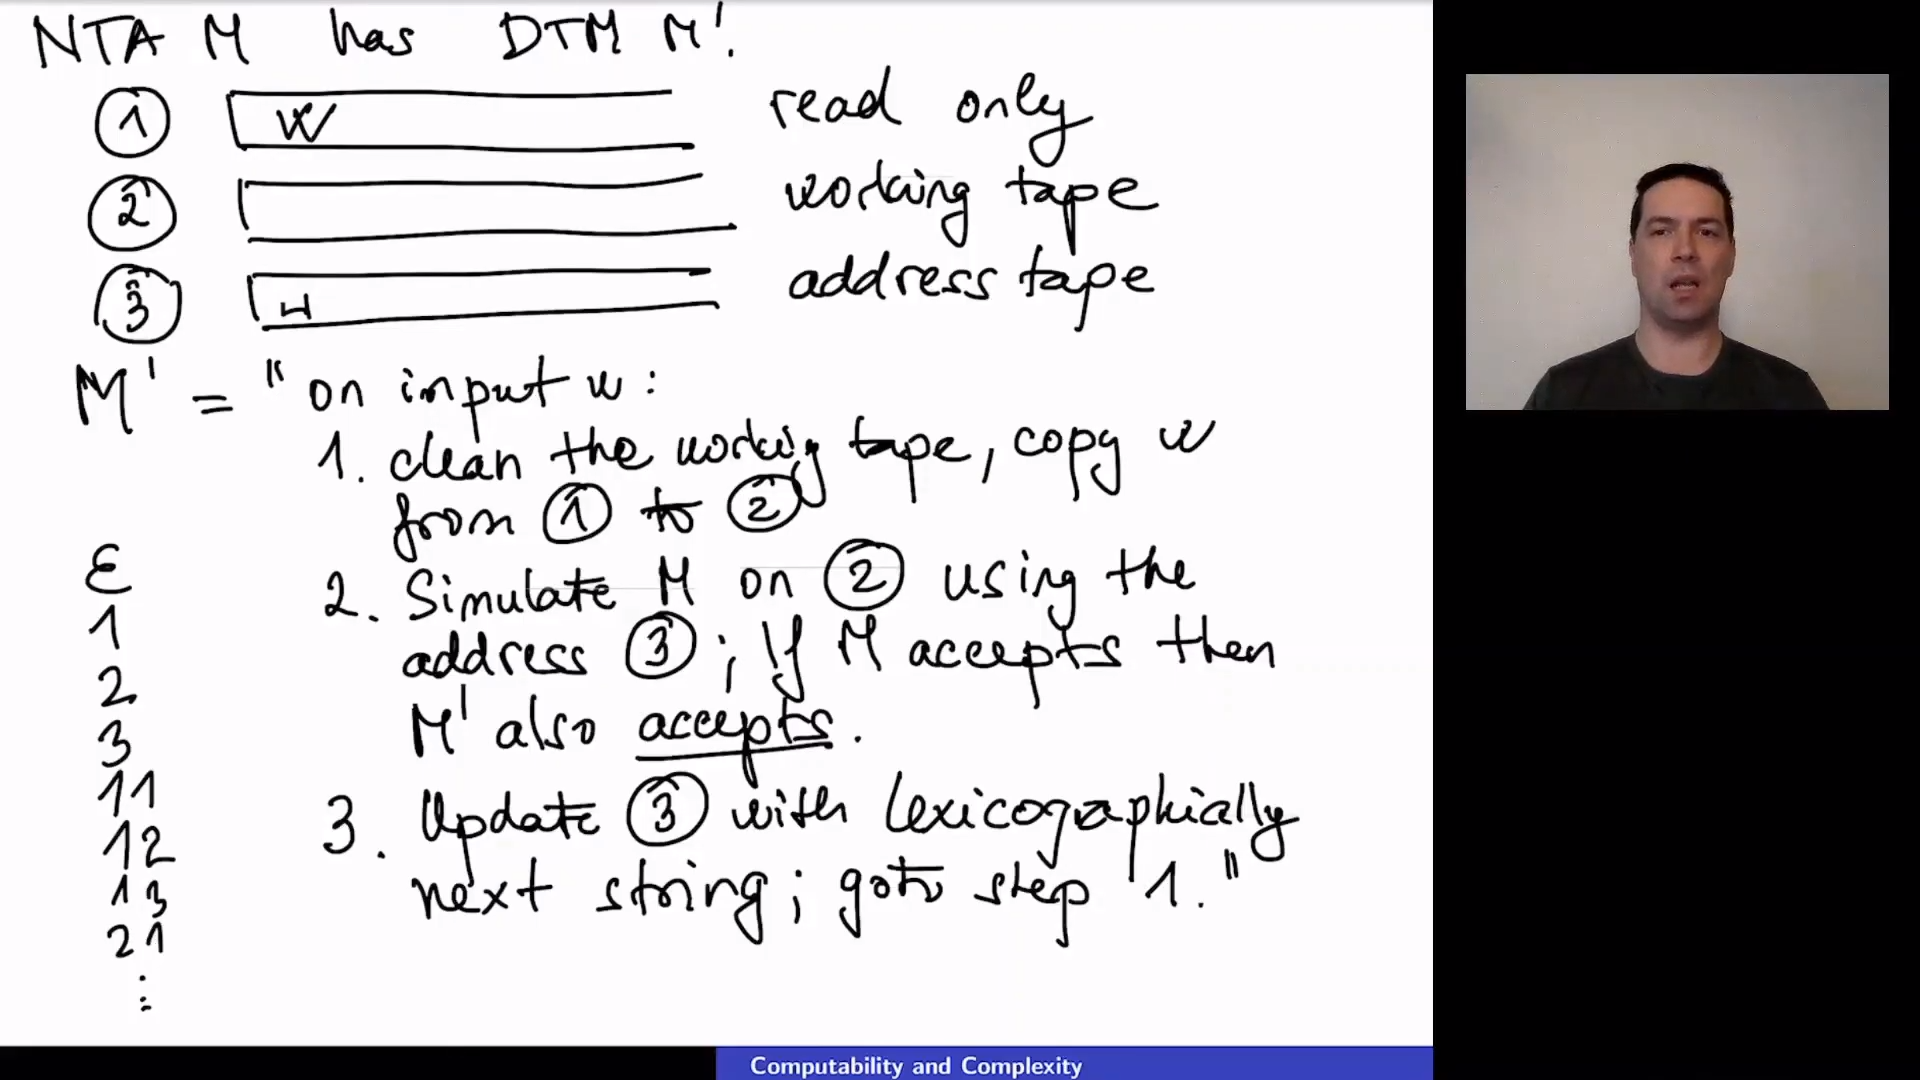 NTA M has DTM M'.
① W read only
② working tape
③ ⊔ address tape
M' = "on input w:
1. clean the working tape, copy w
from ① to ②
2. Simulate M on ② using the
address ③; If M accepts then
M' also accepts.
3. Update ③ with lexicographically
next string; goto step 1."
ε
1
2
3
11
12
13
21
⋮
Computability and Complexity